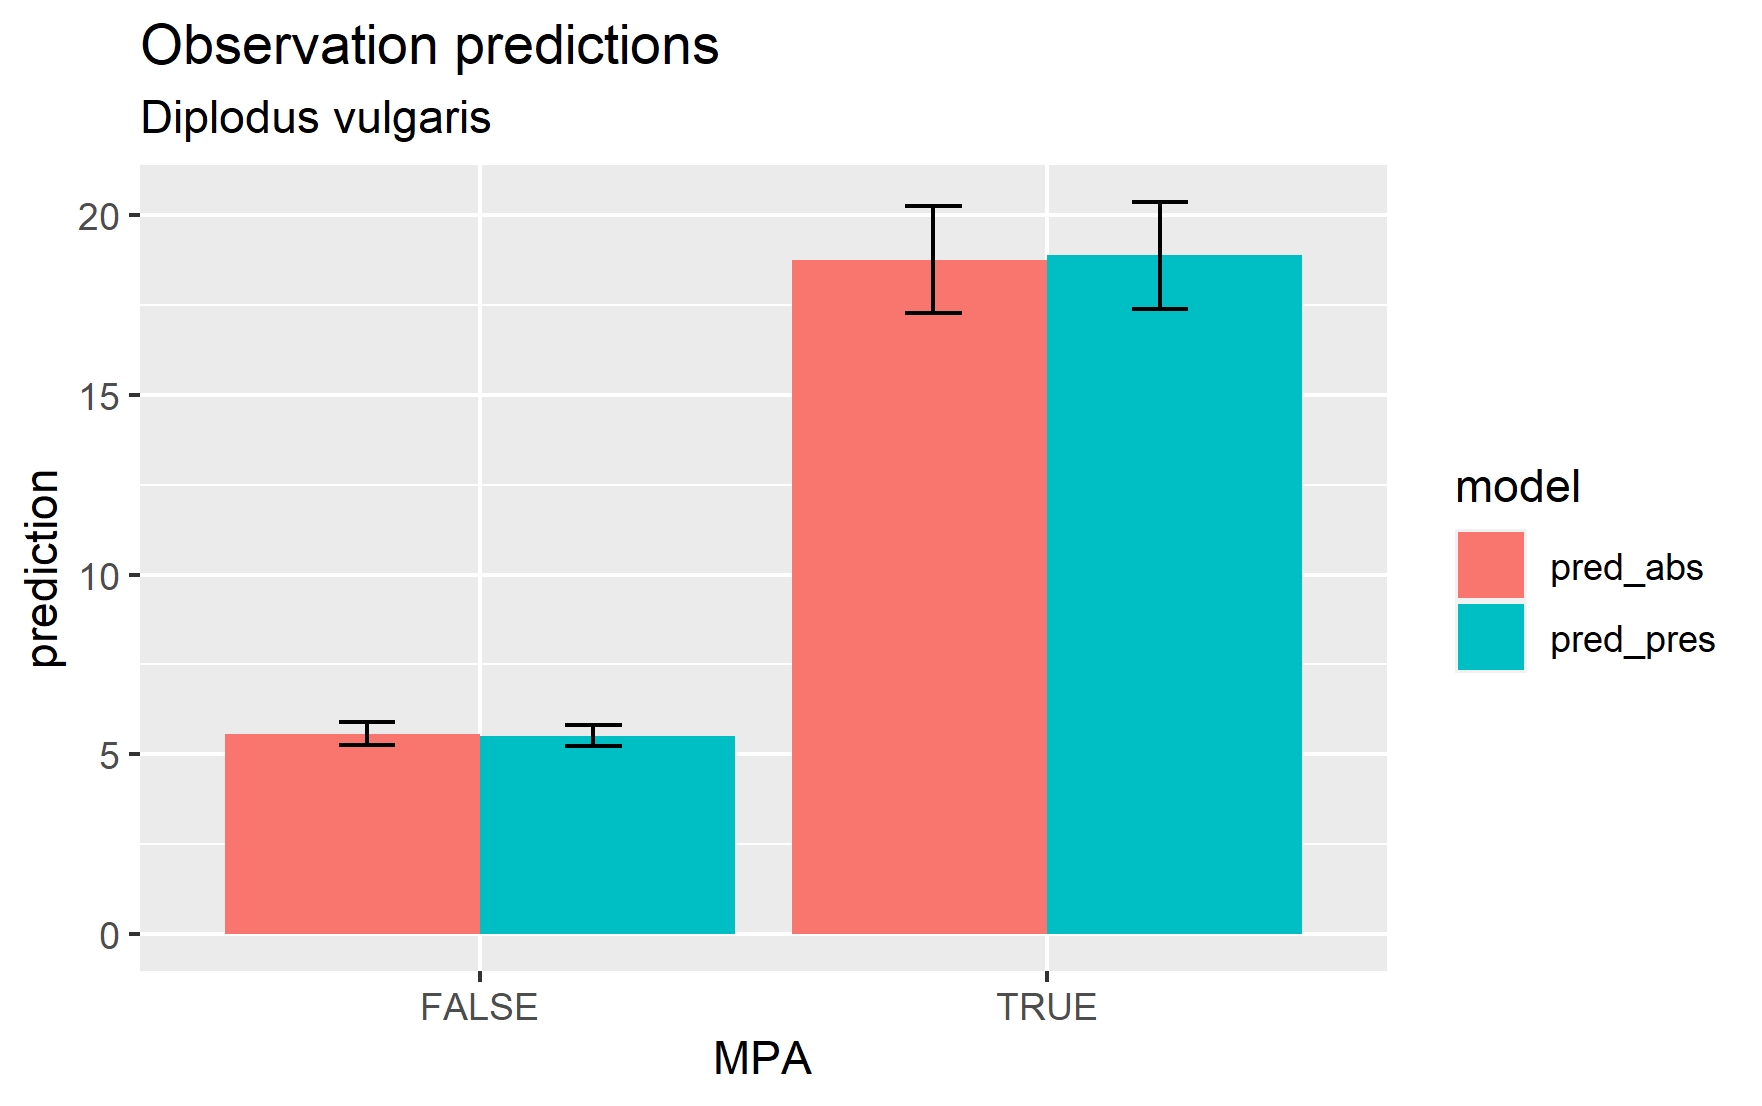 Observation predictions
Diplodus vulgaris
20
15
10
5
0
prediction
FALSE
TRUE
MPA
model
pred_abs
pred_pres